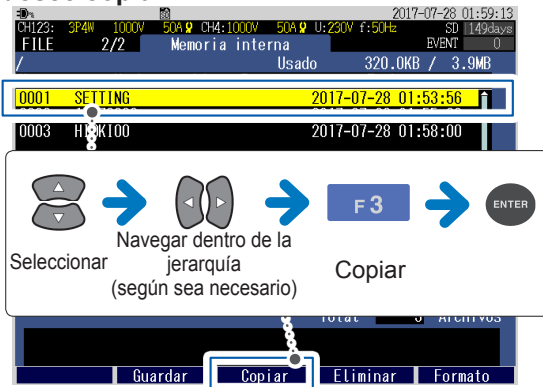 2017-07-28 01:59:13
CH123: 3P4W 1000V 50A CH4:1000V 50A U:230V f:50Hz SD 149days
FILE 2/2 Memoria interna EVENT 0
/ Usado 320.0KB / 3.9MB
0001 SETTING 2017-07-28 01:53:56
0003 2017-07-28 01:58:00
F3
ENTER
Seleccionar
Navegar dentro de la
jerarquía
(según sea necesario)
Copiar
Archivos
Guardar Copiar Eliminar Formato